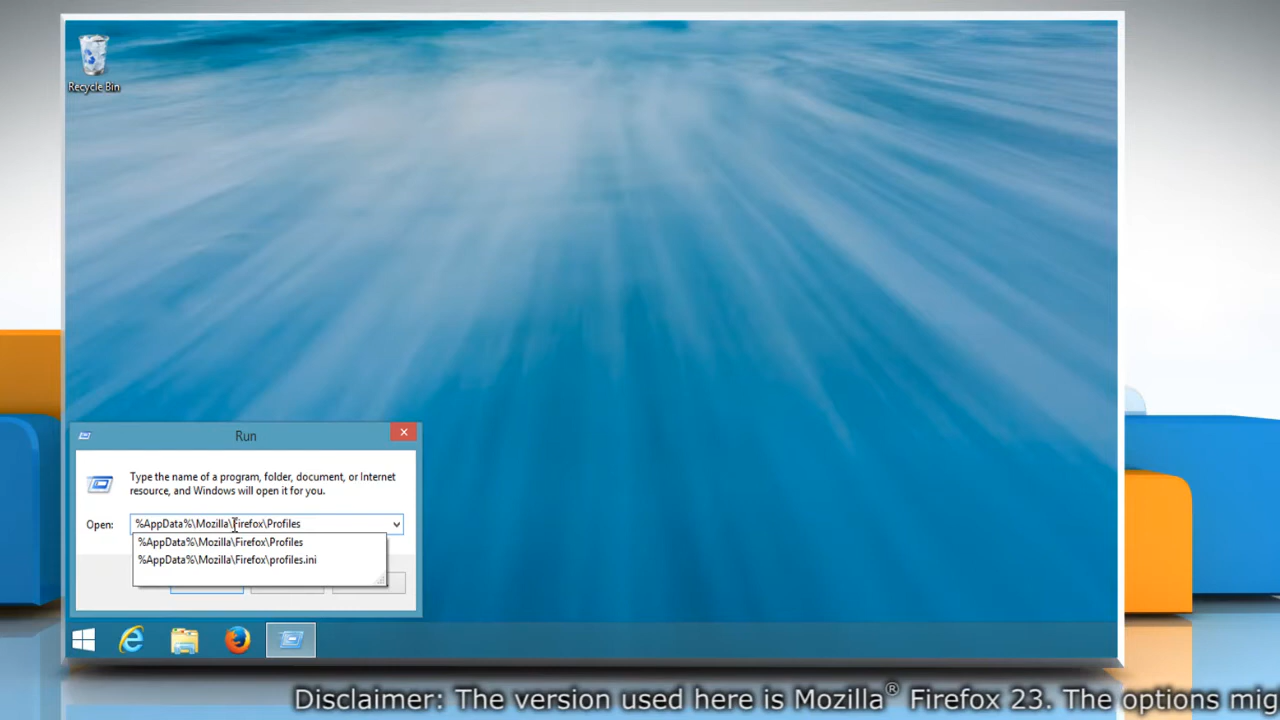 Recycle Bin
Run
Type the name of a program, folder, document, or Internet
resource, and Windows will open it for you.
Open:
%AppData%\Mozilla\Firefox\Profiles
%AppData%\Mozilla\Firefox\Profiles
%AppData%\Mozilla\Firefox\profiles.ini
Disclaimer: The version used here is Mozilla® Firefox 23. The options mig